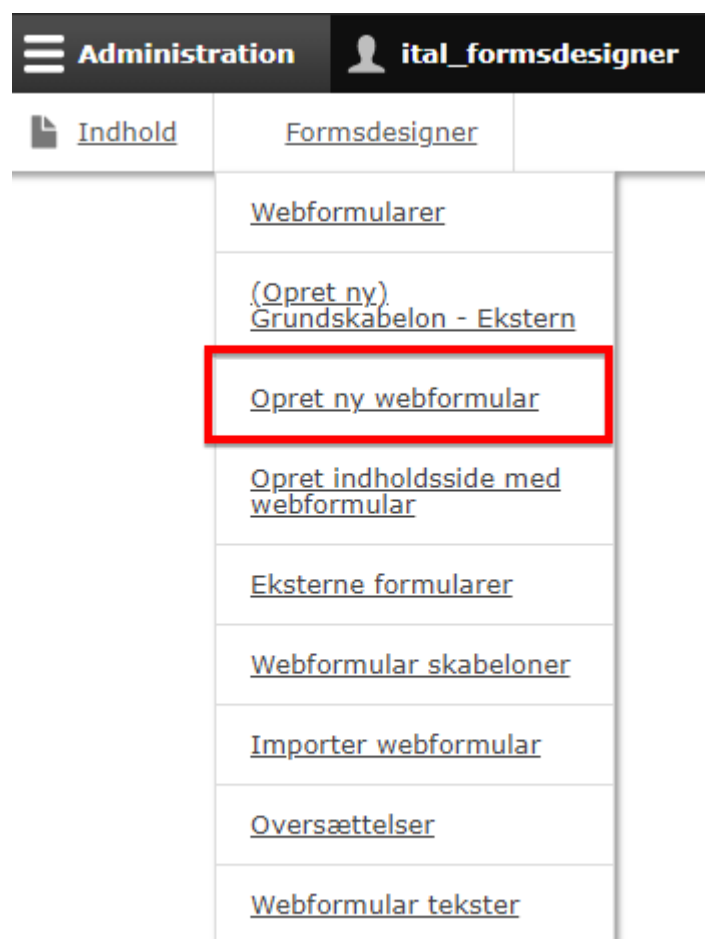 Administration ital_formsdesigner
Indhold Formsdesigner
Webformularer
(Opret ny)
Grundskabelon - Ekstern
Opret ny webformular
Opret indholdsside med
webformular
Eksterne formularer
Webformular skabeloner
Importer webformular
Oversættelser
Webformular tekster